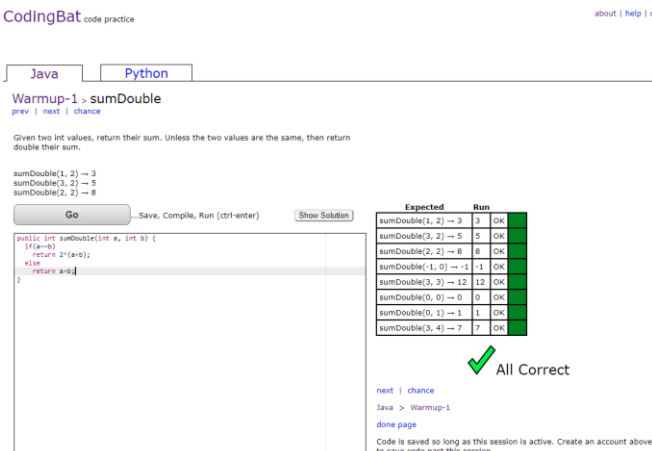 CodingBat code practice
about | help |
Java
Python
Warmup-1 > sumDouble
prev | next | chance
Given two int values, return their sum. Unless the two values are the same, then return
double their sum.
sumDouble(1, 2) → 3
sumDouble(3, 2) → 5
sumDouble(2, 2) → 8
Go
...Save, Compile, Run (ctrl-enter)
Show Solution
public int sumDouble(int a, int b) {
if(a==b)
return 2*(a+b);
else
return a+b;
}
Expected Run
sumDouble(1, 2) → 3 3 OK
sumDouble(3, 2) → 5 5 OK
sumDouble(2, 2) → 8 8 OK
sumDouble(-1, 0) → -1 -1 OK
sumDouble(3, 3) → 12 12 OK
sumDouble(0, 0) → 0 0 OK
sumDouble(0, 1) → 1 1 OK
sumDouble(3, 4) → 7 7 OK
All Correct
next | chance
Java > Warmup-1
done page
Code is saved so long as this session is active. Create an account above
to save code past this session